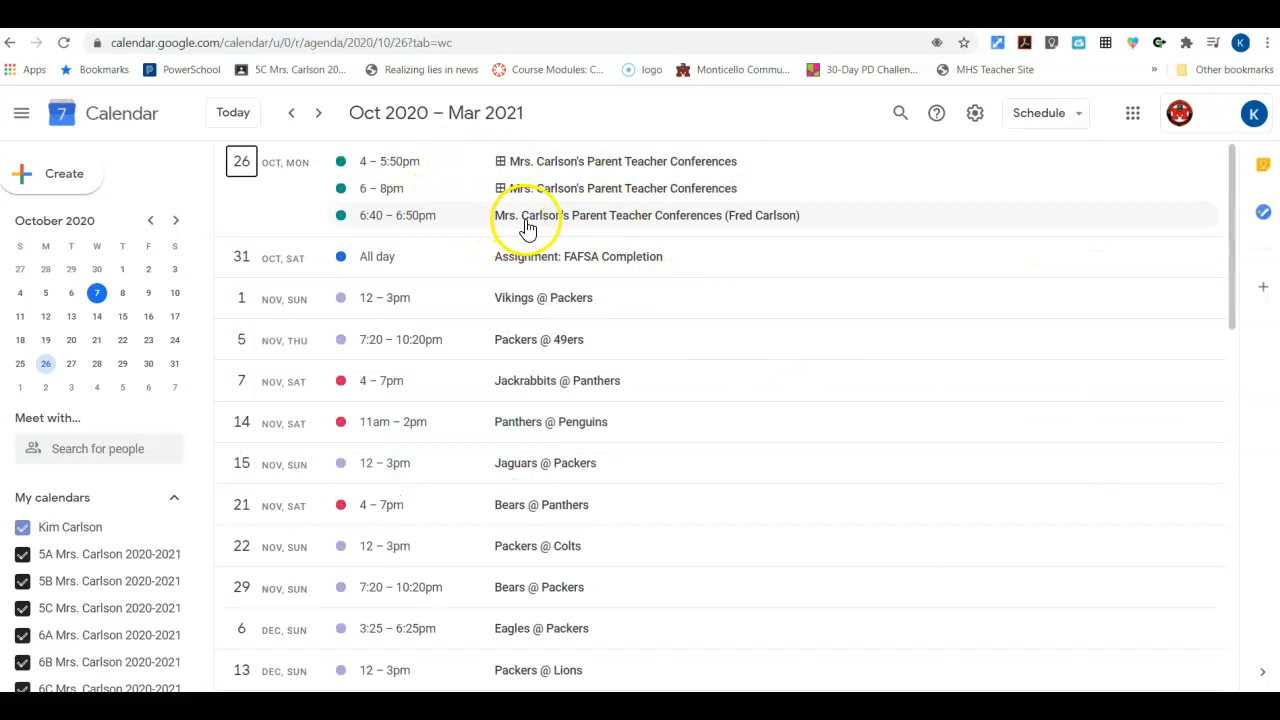 calendar.google.com/calendar/u/0/r/agenda/2020/10/26?tab=wc
K
Apps Bookmarks PowerSchool 5C Mrs. Carlson 20... Realizing lies in news Course Modules: C... logo Monticello Commu... 30-Day PD Challen... MHS Teacher Site » Other bookmarks
7 Calendar Today Oct 2020 – Mar 2021 Schedule K
Create
October 2020
S M T W T F S
27 28 29 30 1 2 3
4 5 6 7 8 9 10
11 12 13 14 15 16 17
18 19 20 21 22 23 24
25 26 27 28 29 30 31
1 2 3 4 5 6 7
Meet with...
Search for people
My calendars
Kim Carlson
5A Mrs. Carlson 2020-2021
5B Mrs. Carlson 2020-2021
5C Mrs. Carlson 2020-2021
6A Mrs. Carlson 2020-2021
6B Mrs. Carlson 2020-2021
6C Mrs. Carlson 2020-2021
26 OCT, MON 4 – 5:50pm Mrs. Carlson's Parent Teacher Conferences
6 – 8pm Mrs. Carlson's Parent Teacher Conferences
6:40 – 6:50pm Mrs. Carlson's Parent Teacher Conferences (Fred Carlson)
31 OCT, SAT All day Assignment: FAFSA Completion
1 NOV, SUN 12 – 3pm Vikings @ Packers
5 NOV, THU 7:20 – 10:20pm Packers @ 49ers
7 NOV, SAT 4 – 7pm Jackrabbits @ Panthers
14 NOV, SAT 11am – 2pm Panthers @ Penguins
15 NOV, SUN 12 – 3pm Jaguars @ Packers
21 NOV, SAT 4 – 7pm Bears @ Panthers
22 NOV, SUN 12 – 3pm Packers @ Colts
29 NOV, SUN 7:20 – 10:20pm Bears @ Packers
6 DEC, SUN 3:25 – 6:25pm Eagles @ Packers
13 DEC, SUN 12 – 3pm Packers @ Lions